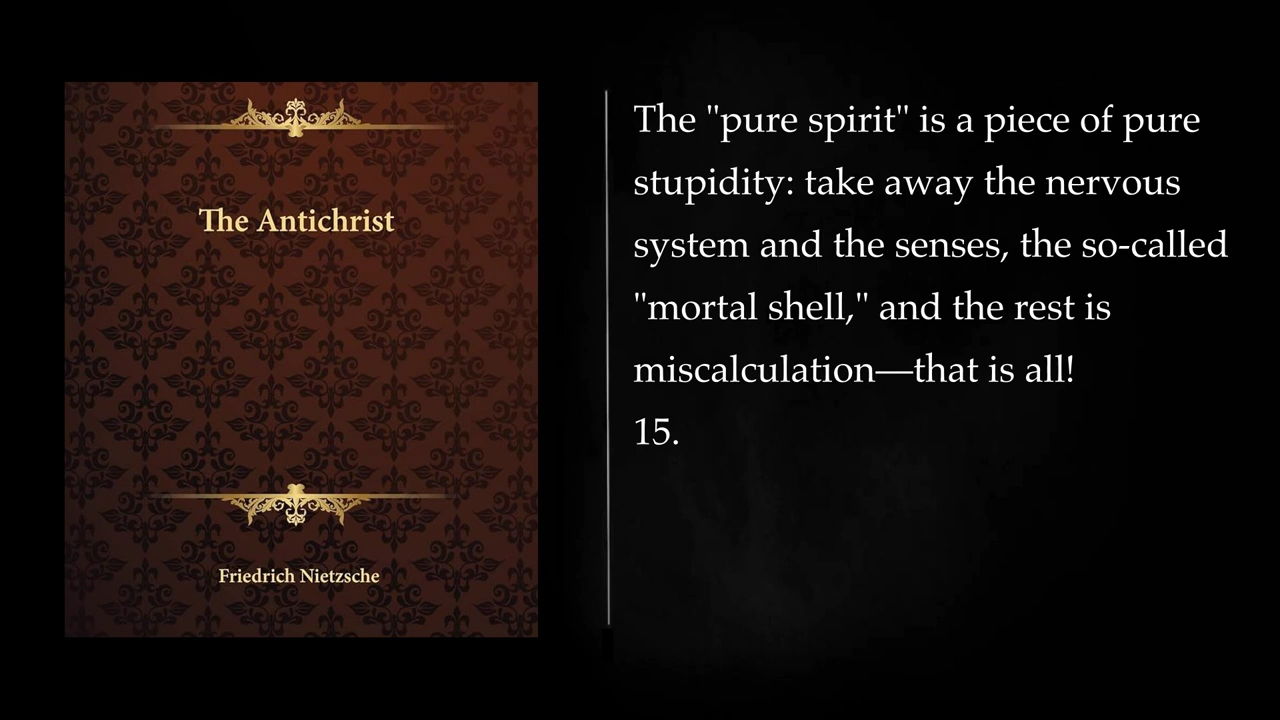 The Antichrist
Friedrich Nietzsche
The "pure spirit" is a piece of pure
stupidity: take away the nervous
system and the senses, the so-called
"mortal shell," and the rest is
miscalculation—that is all!
15.